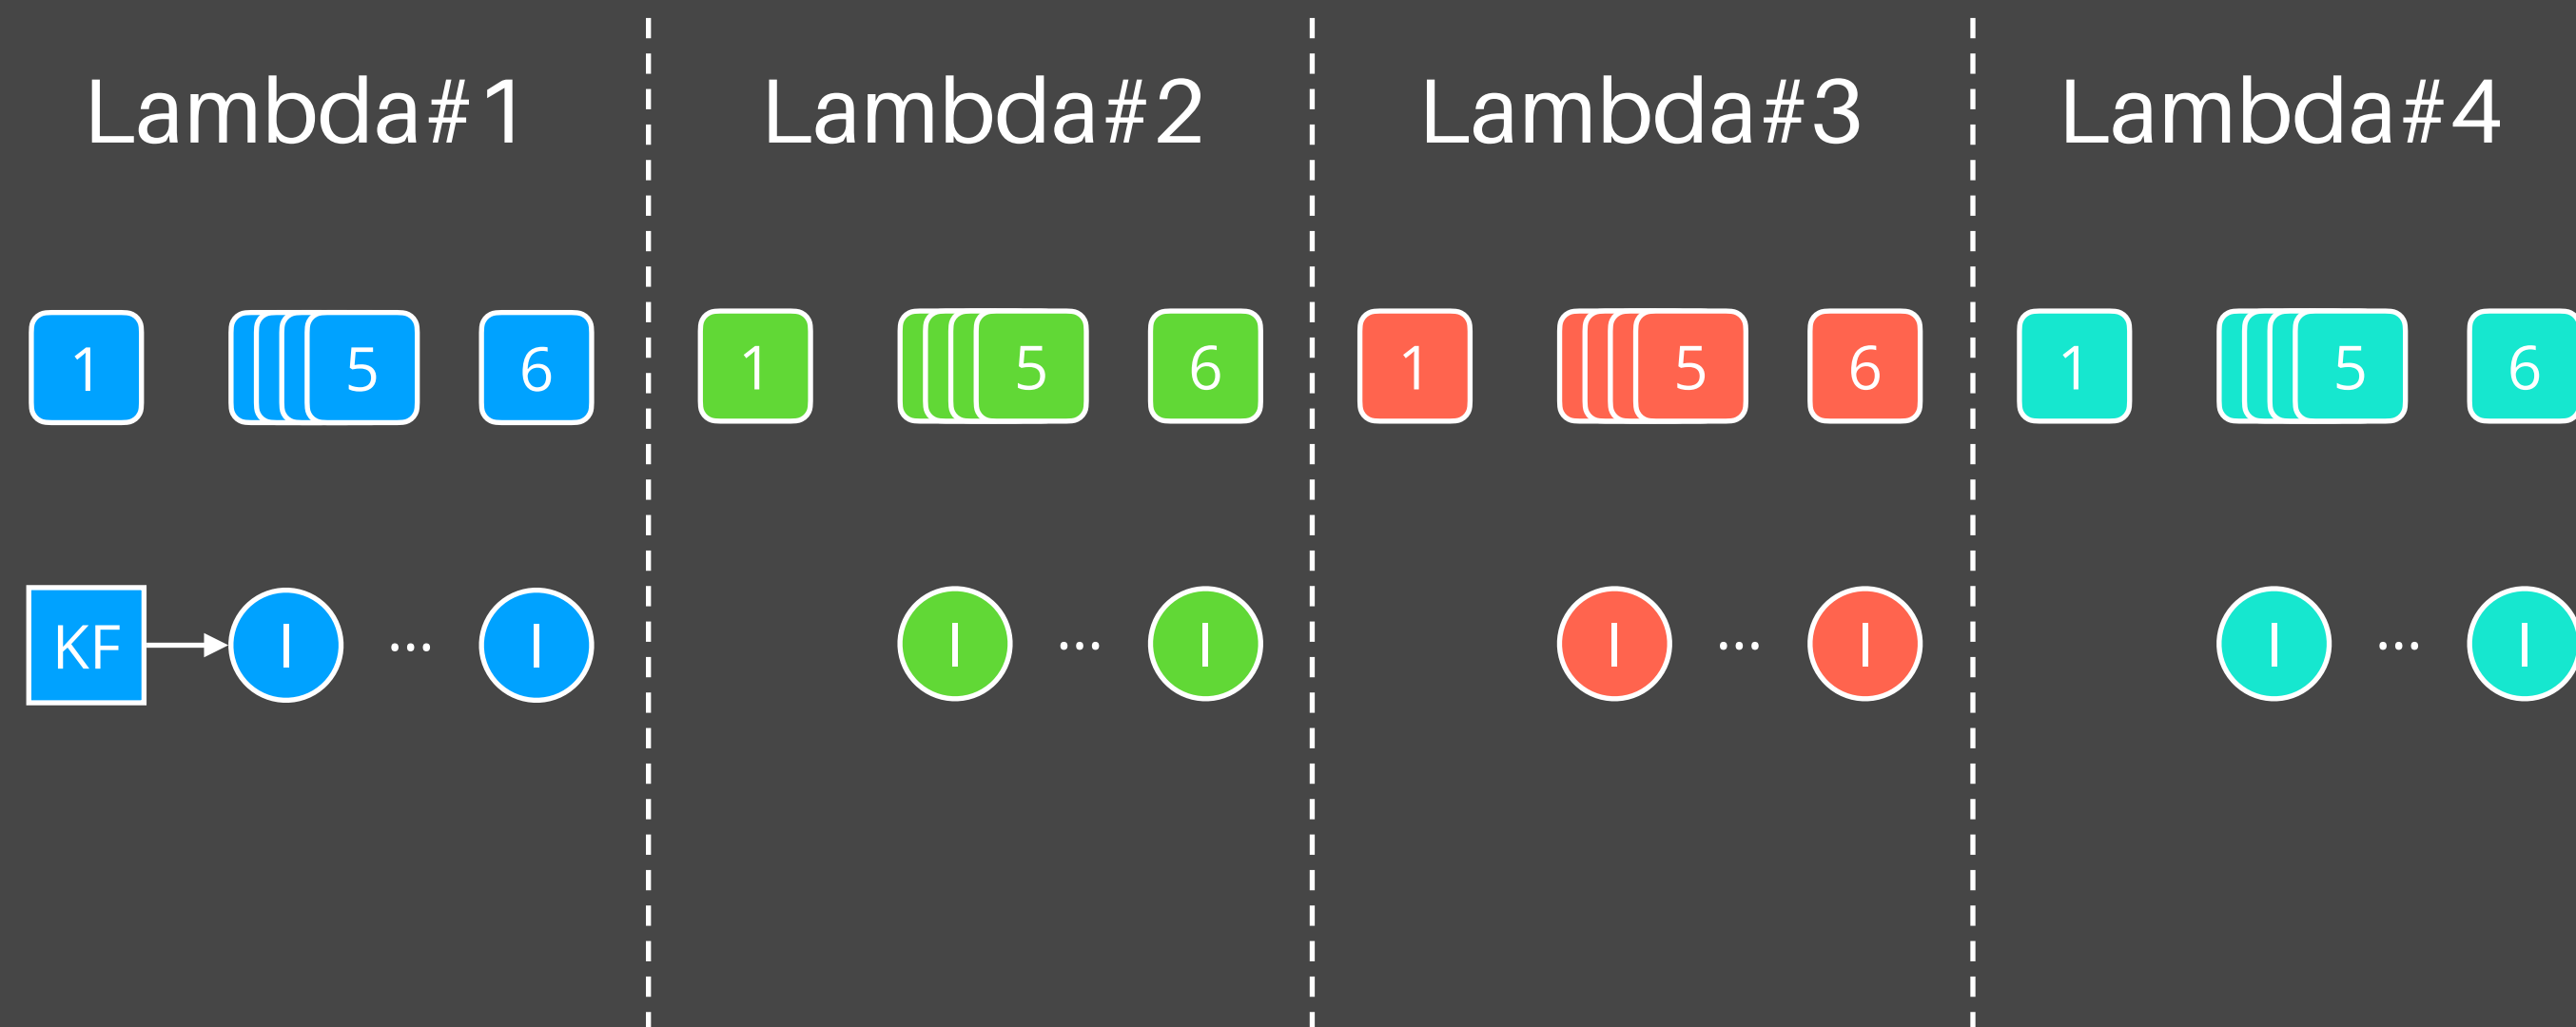 Lambda#1 Lambda#2 Lambda#3 Lambda#4
1 5 6 1 5 6 1 5 6 1 5 6
KF I ... I I ... I I ... I I ... I